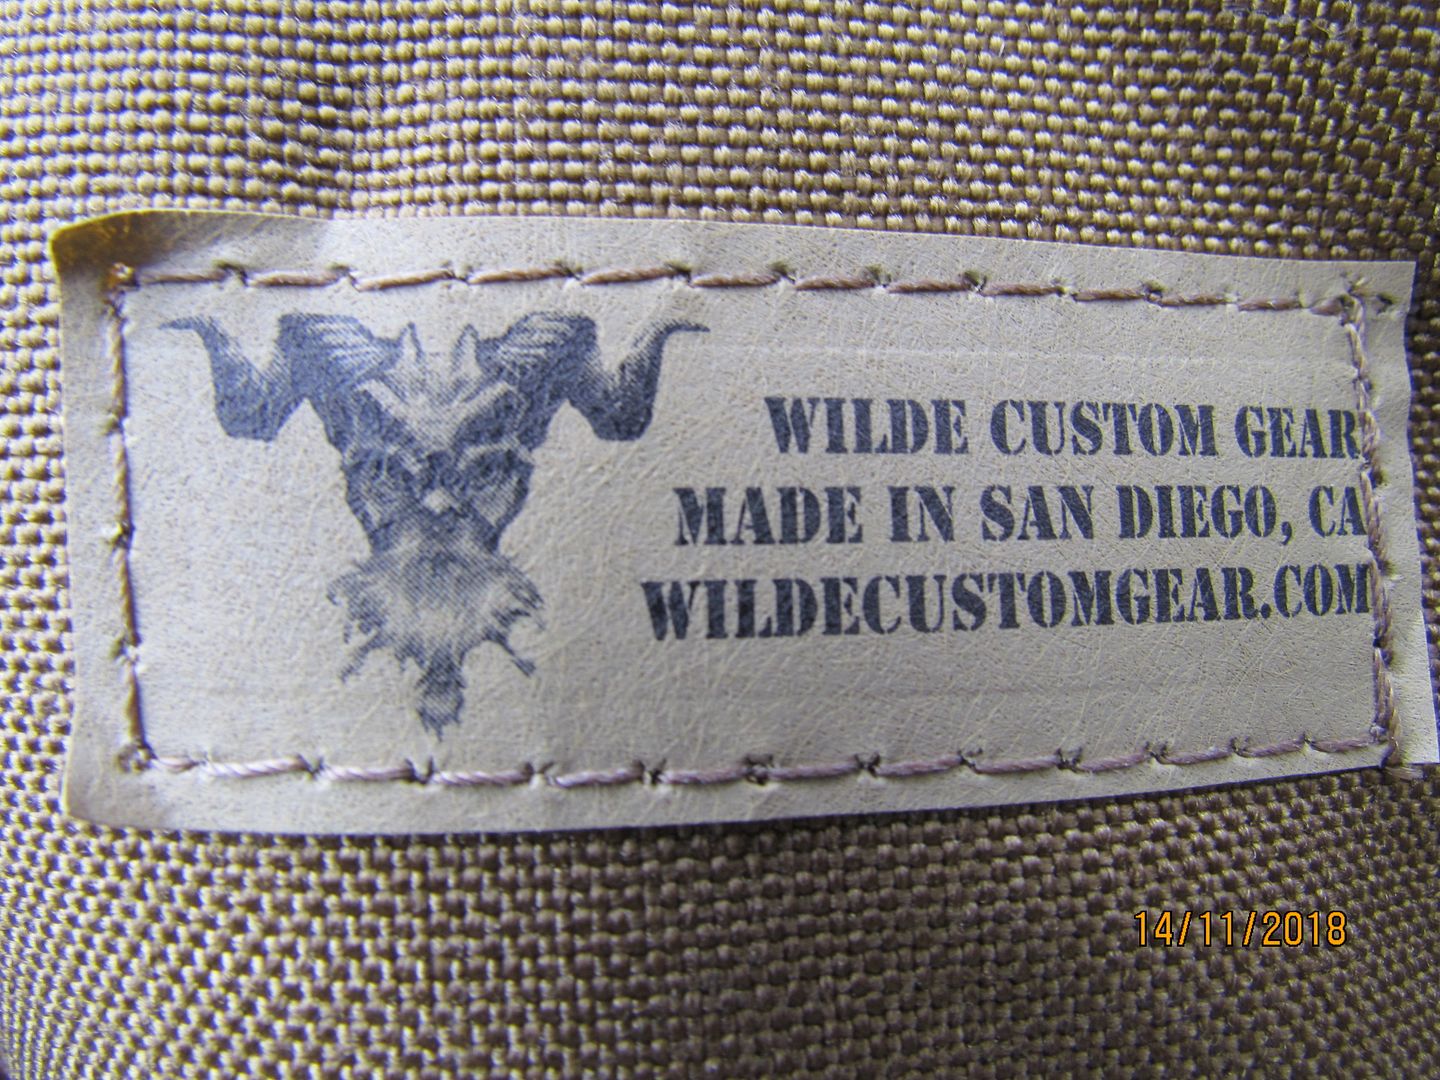 WILDE CUSTOM GEAR
MADE IN SAN DIEGO, CA
WILDECUSTOMGEAR.COM
14/11/2018